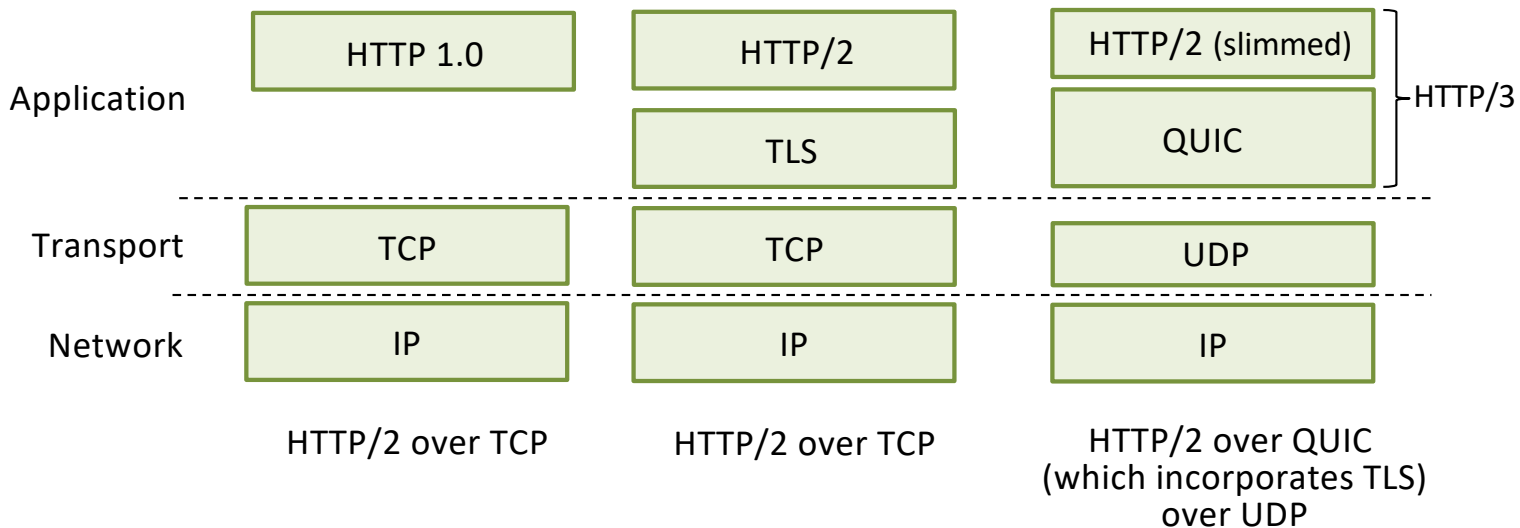 HTTP 1.0
HTTP/2
HTTP/2 (slimmed)
Application
HTTP/3
TLS
QUIC
Transport
TCP
TCP
UDP
Network
IP
IP
IP
HTTP/2 over TCP
HTTP/2 over TCP
HTTP/2 over QUIC
(which incorporates TLS)
over UDP